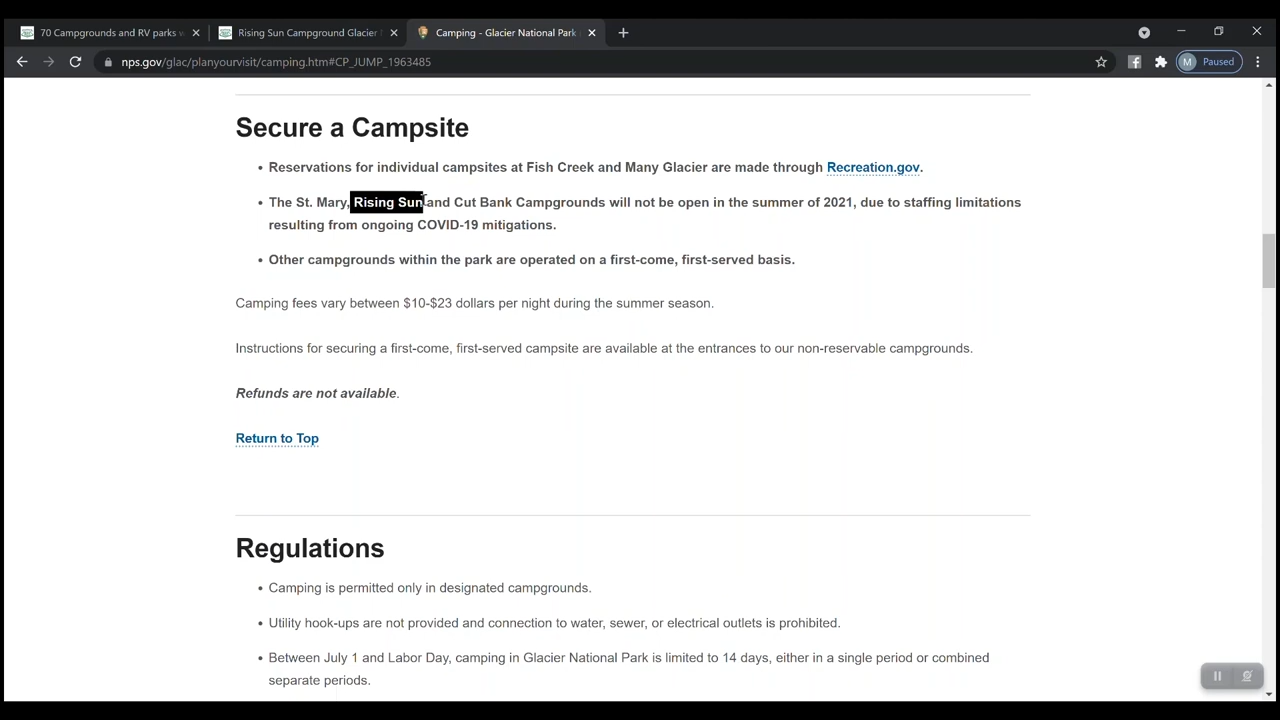 70 Campgrounds and RV parks w
Rising Sun Campground Glacier
Camping - Glacier National Park
nps.gov/glac/planyourvisit/camping.htm#CP_JUMP_1963485
M Paused
Secure a Campsite
• Reservations for individual campsites at Fish Creek and Many Glacier are made through Recreation.gov.
• The St. Mary, Rising Sun and Cut Bank Campgrounds will not be open in the summer of 2021, due to staffing limitations
resulting from ongoing COVID-19 mitigations.
• Other campgrounds within the park are operated on a first-come, first-served basis.
Camping fees vary between $10-$23 dollars per night during the summer season.
Instructions for securing a first-come, first-served campsite are available at the entrances to our non-reservable campgrounds.
Refunds are not available.
Return to Top
Regulations
• Camping is permitted only in designated campgrounds.
• Utility hook-ups are not provided and connection to water, sewer, or electrical outlets is prohibited.
• Between July 1 and Labor Day, camping in Glacier National Park is limited to 14 days, either in a single period or combined
separate periods.